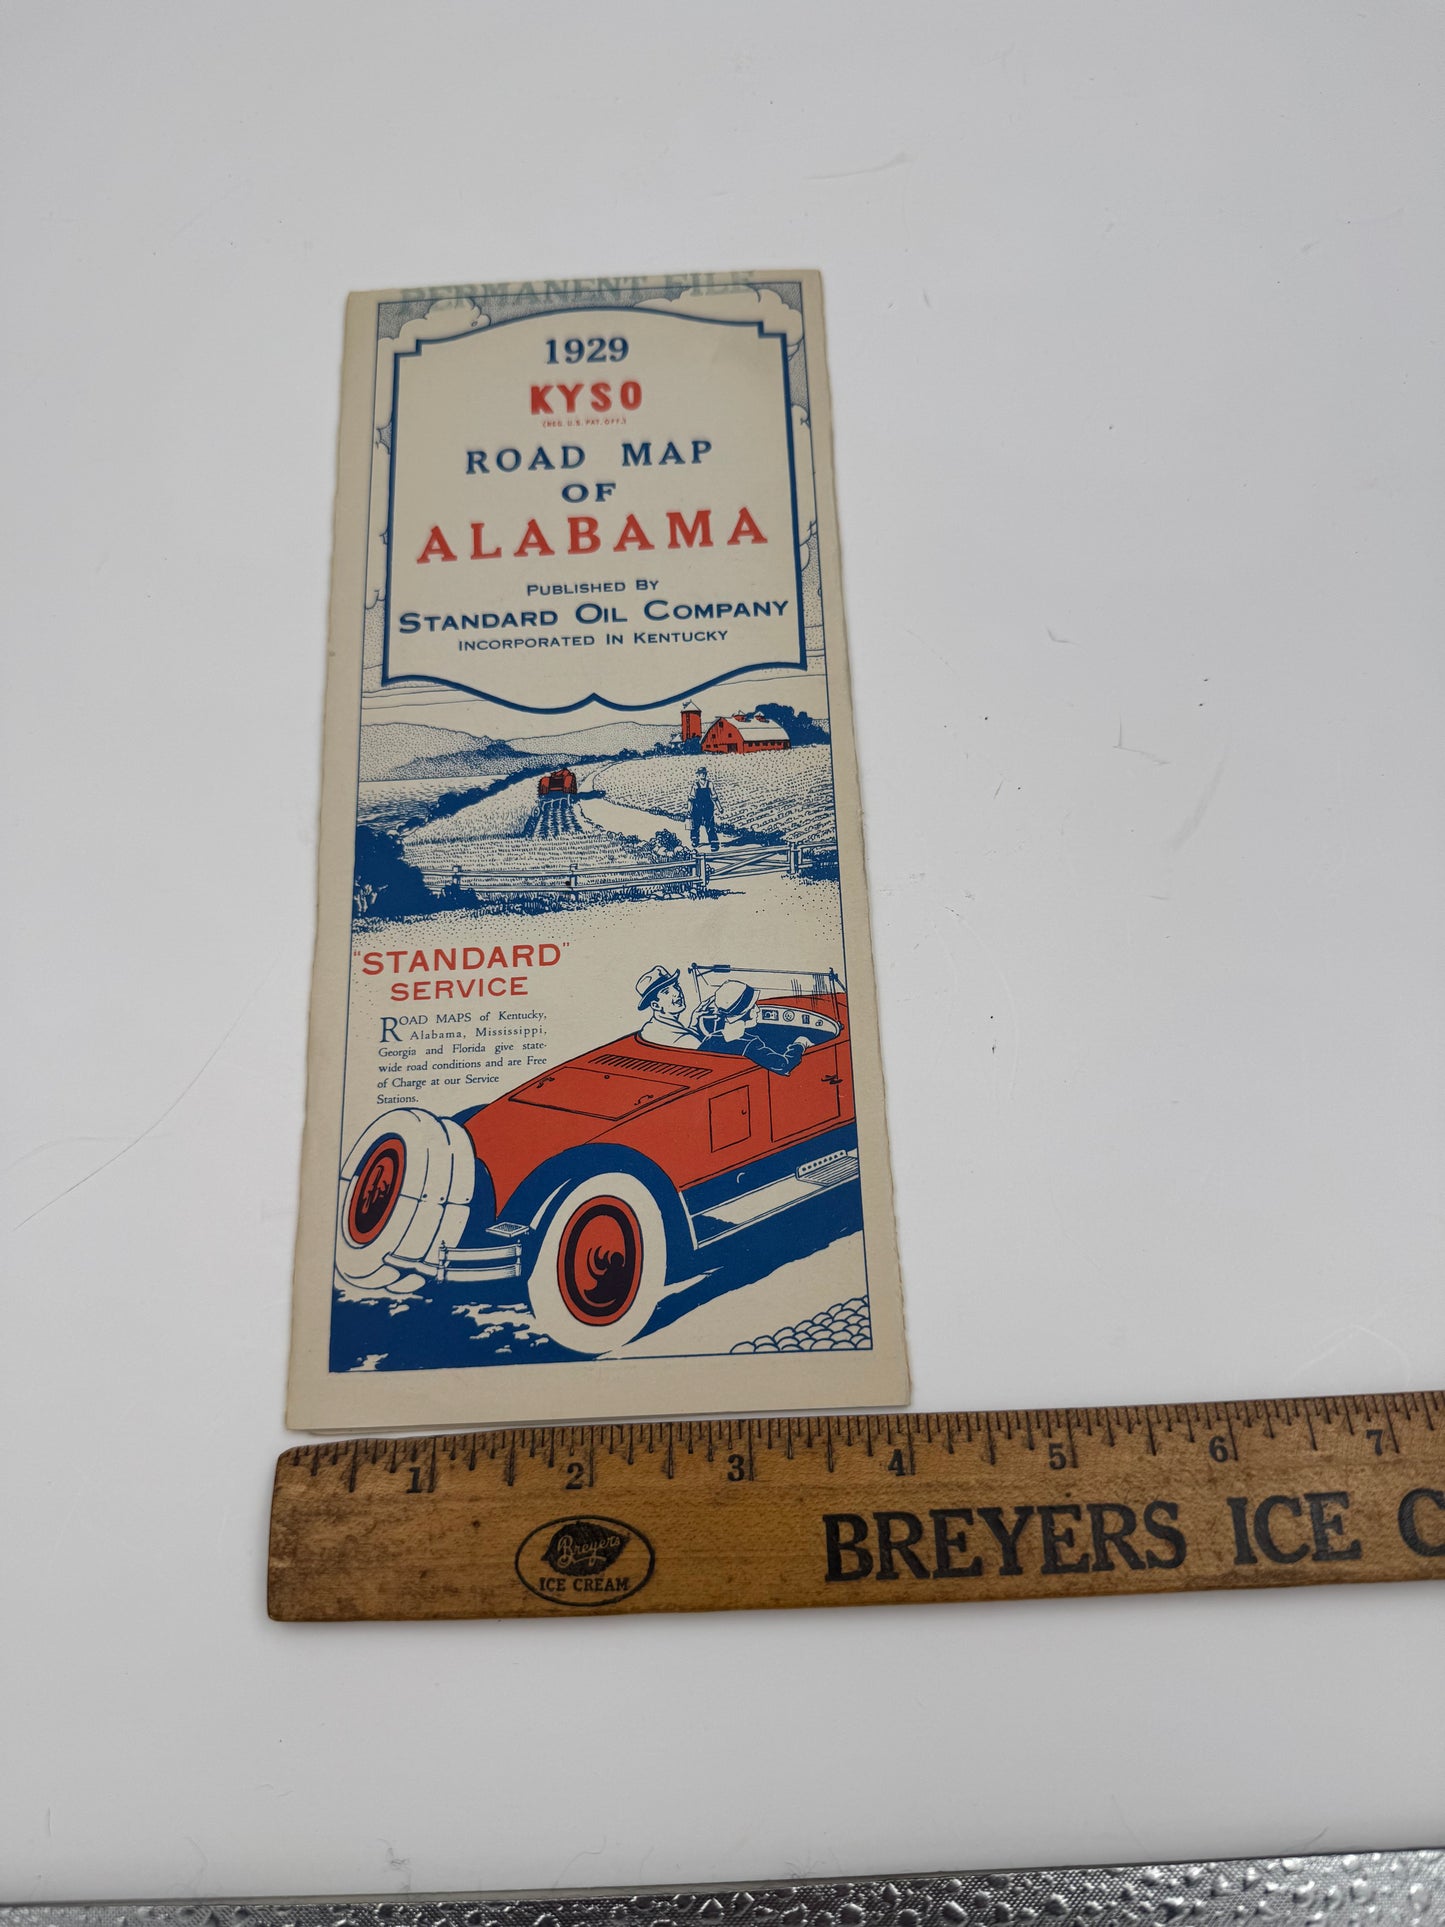 PERMANENT FILE
1929
KYSO
(REG. U.S. PAT. OFF.)
ROAD MAP
OF
ALABAMA
PUBLISHED BY
STANDARD OIL COMPANY
INCORPORATED IN KENTUCKY
"STANDARD"
SERVICE
ROAD MAPS of Kentucky,
Alabama, Mississippi,
Georgia and Florida give state-
wide road conditions and are Free
of Charge at our Service
Stations.
1 2 3 4 5 6 7
BREYERS ICE C
Breyers
ICE CREAM